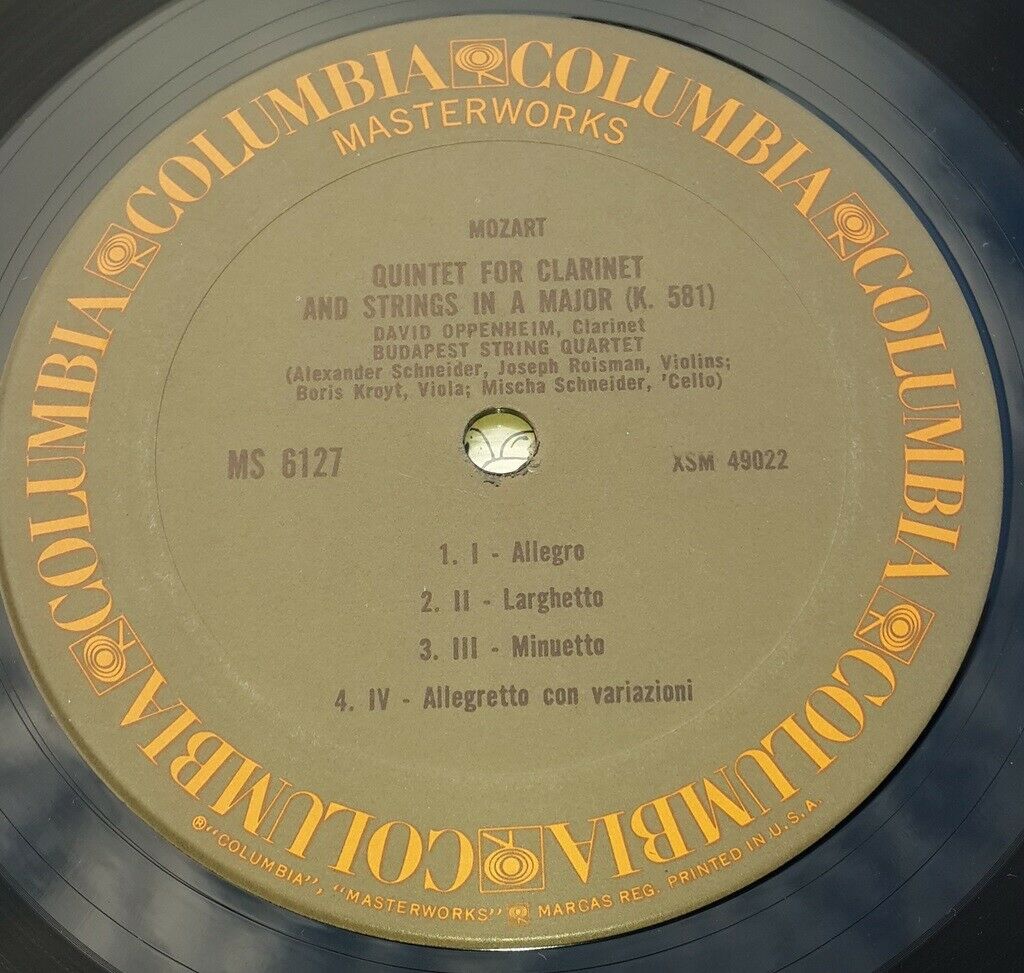 COLUMBIA COLUMBIA COLUMBIA COLUMBIA COLUMBIA COLUMBIA COLUMBIA
MASTERWORKS
MOZART
QUINTET FOR CLARINET
AND STRINGS IN A MAJOR (K. 581)
DAVID OPPENHEIM, Clarinet
BUDAPEST STRING QUARTET
(Alexander Schneider, Joseph Roisman, Violins;
Boris Kroyt, Viola; Mischa Schneider, 'Cello)
MS 6127
XSM 49022
1. I - Allegro
2. II - Larghetto
3. III - Minuetto
4. IV - Allegretto con variazioni
®"COLUMBIA", "MASTERWORKS" MARCAS REG. PRINTED IN U.S.A.